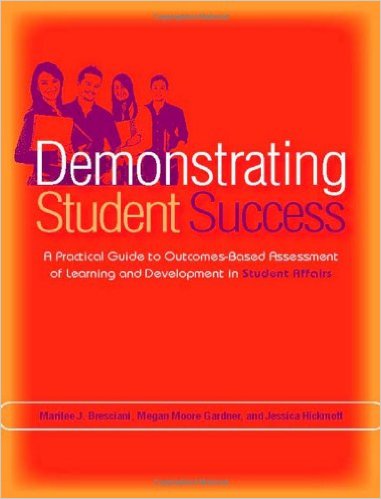 Demonstrating
Student Success
A Practical Guide to Outcomes-Based Assessment
of Learning and Development in Student Affairs
Marilee J. Bresciani, Megan Moore Gardner, and Jessica Hickmott